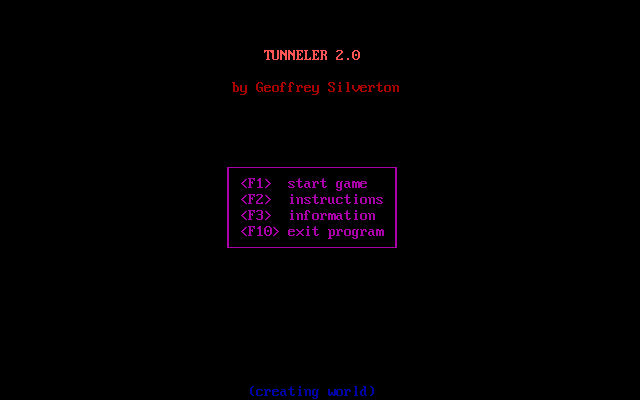 TUNNELER 2.0
by Geoffrey Silverton
<F1> start game
<F2> instructions
<F3> information
<F10> exit program
(creating world)